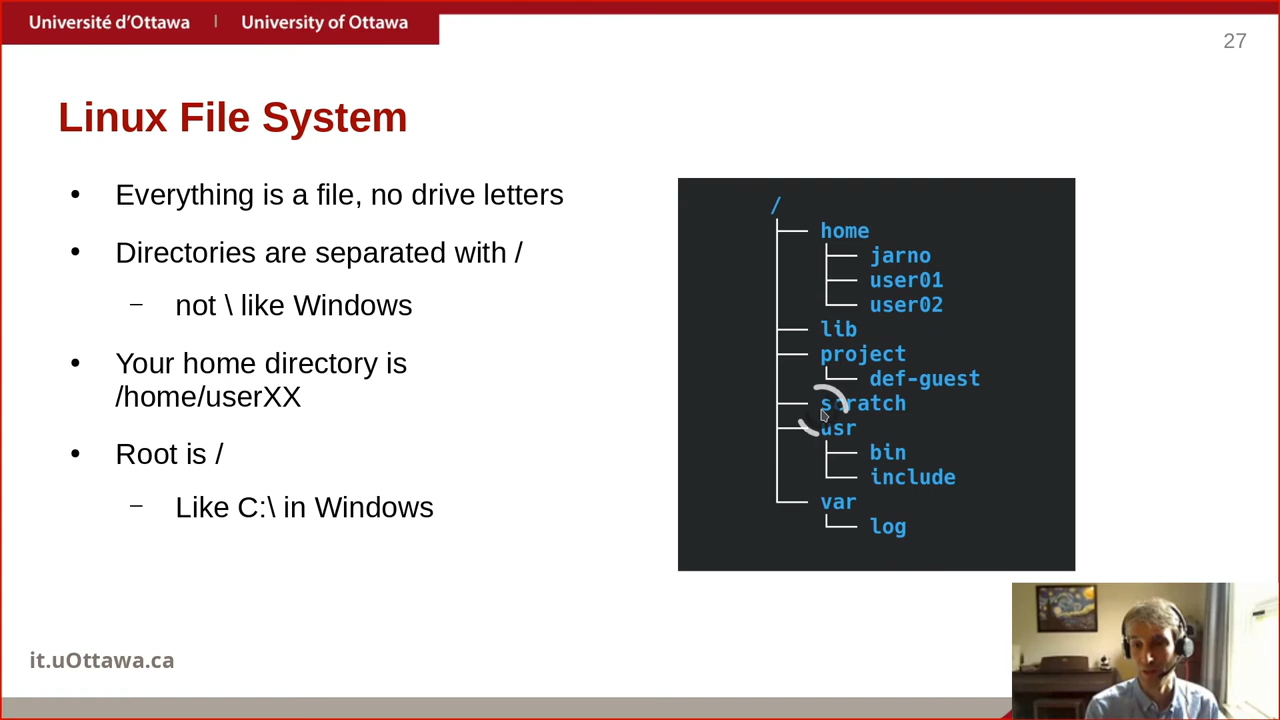 Université d'Ottawa | University of Ottawa
27
Linux File System
• Everything is a file, no drive letters
• Directories are separated with /
– not \ like Windows
• Your home directory is
/home/userXX
• Root is /
– Like C:\ in Windows
/
home
jarno
user01
user02
lib
project
def-guest
scratch
usr
bin
include
var
log
it.uOttawa.ca